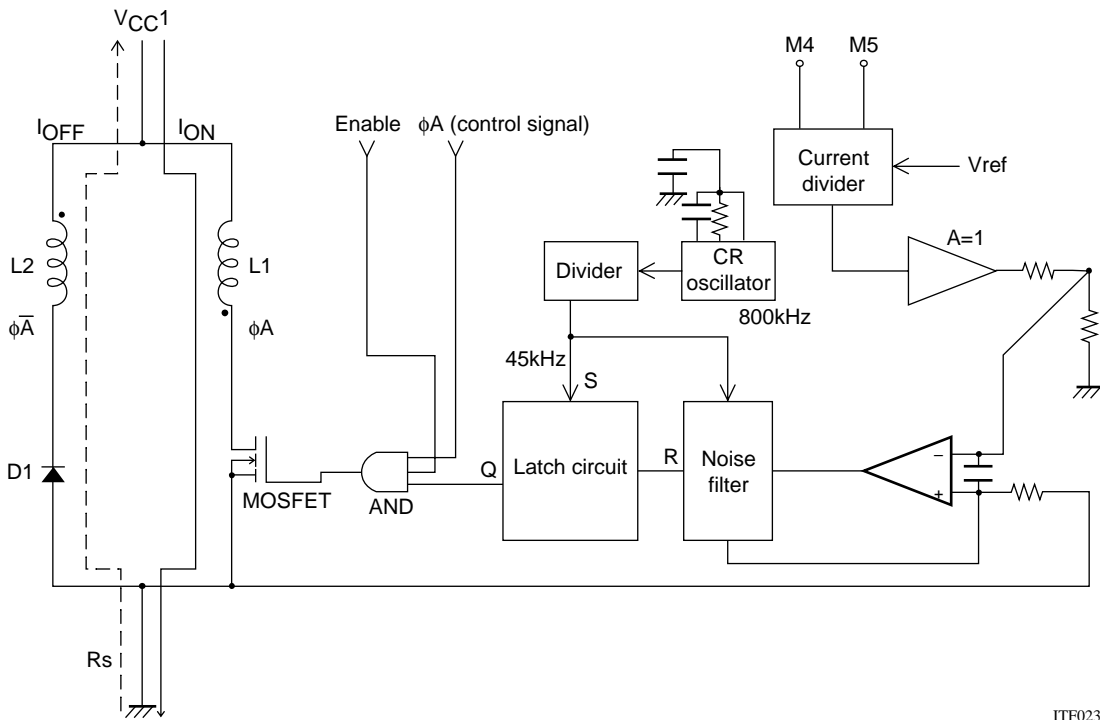 VCC1
M4
M5
IOFF
ION
Enable
ϕA (control signal)
Current
divider
Vref
A=1
L2
L1
Divider
CR
oscillator
800kHz
ϕA̅
ϕA
45kHz
S
D1
MOSFET
AND
Q
Latch circuit
R
Noise
filter
−
+
Rs
ITF023